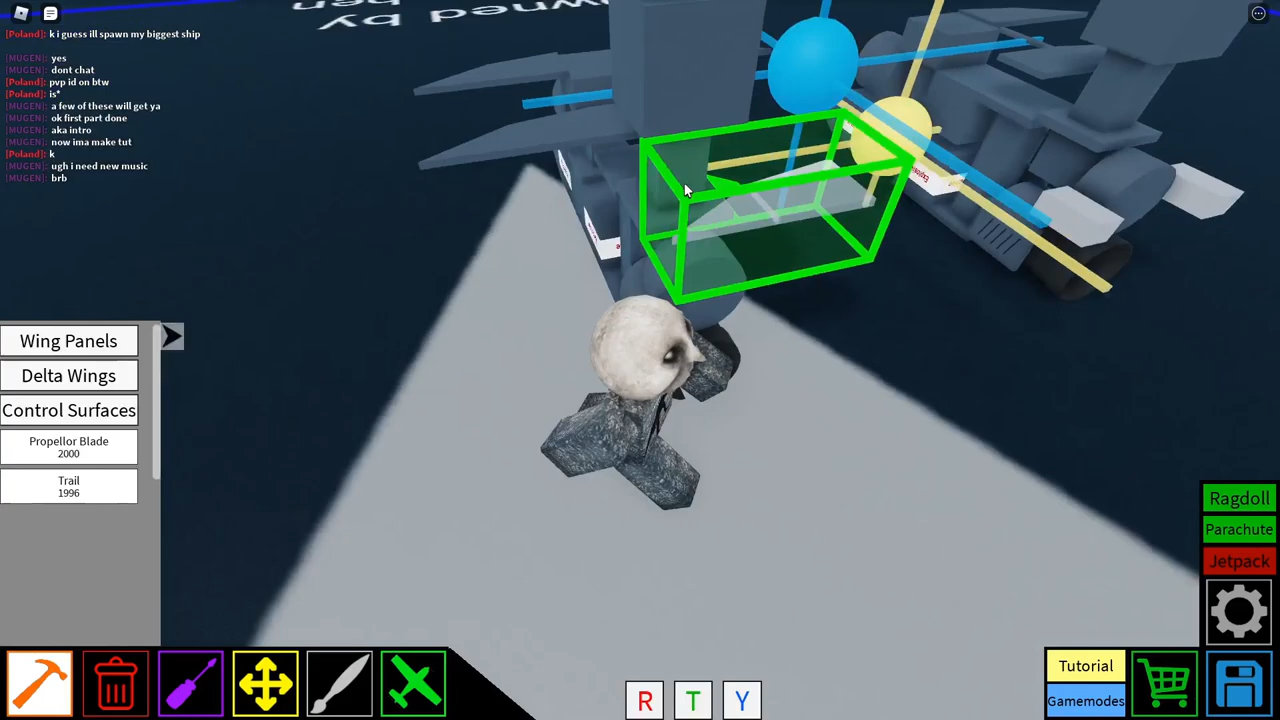 [Poland]: k i guess ill spawn my biggest ship
[MUGEN]: yes
[MUGEN]: dont chat
[Poland]: pvp id on btw
[Poland]: is*
[MUGEN]: a few of these will get ya
[MUGEN]: ok first part done
[MUGEN]: aka intro
[MUGEN]: now ima make tut
[Poland]: k
[MUGEN]: ugh i need new music
[MUGEN]: brb
Wing Panels
Delta Wings
Control Surfaces
Propellor Blade
2000
Trail
1996
Ragdoll
Parachute
Jetpack
Tutorial
Gamemodes
R T Y